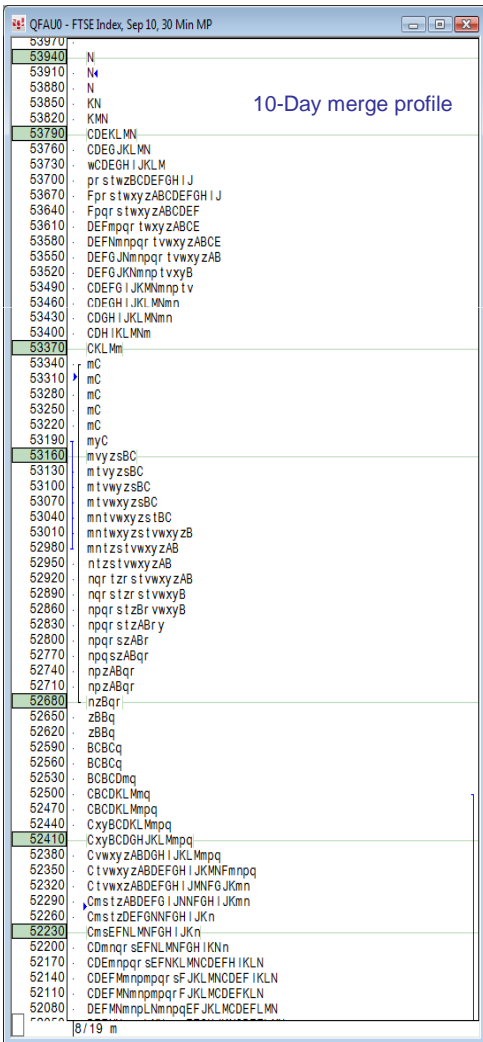 QFAU0 - FTSE Index, Sep 10, 30 Min MP
53970
53940 N
53910 N
53880 N
10-Day merge profile
53850 KN
53820 KMN
53790 CDEKLMN
53760 CDEGJKLMN
53730 wCDEGHIJKLM
53700 prstwzBCDEFGHIJ
53670 FprstwxyzABCDEFGHIJ
53640 FpqrstwxyzABCDEF
53610 DEFmpqrtwxyzABCE
53580 DEFNmnpqrtvwxyzABCE
53550 DEFGJNmnpqrtvwxyzAB
53520 DEFGJKNmnptvxyB
53490 CDEFGIJKMNmnptv
53460 CDEGHIJKLMNmn
53430 CDGHIJKLMNmn
53400 CDHIKLMNm
53370 CKLMm
53340 mC
53310 mC
53280 mC
53250 mC
53220 mC
53190 myC
53160 mvyzsBC
53130 mtvyzsBC
53100 mtvwyzsBC
53070 mtvwxyzsBC
53040 mntvwxyzstBC
53010 mntwxyzstvwxyzB
52980 mntzstvwxyzAB
52950 ntzstvwxyzAB
52920 nqrtzrstvwxyzAB
52890 nqrstzrstvwxyB
52860 npqrstzBrvwxyB
52830 npqrstzABry
52800 npqrszABr
52770 npqszABqr
52740 npzABqr
52710 npzABqr
52680 nzBqr
52650 zBBq
52620 zBBq
52590 BCBCq
52560 BCBCq
52530 BCBCDmq
52500 CBCDKLMmq
52470 CBCDKLMmpq
52440 CxyBCDKLMmpq
52410 CxyBCDGHJKLMmpq
52380 CvwxyzABDGHIJKLMmpq
52350 CtvwxyzABDEFGHIJKMNFmnpq
52320 CtvwxzABDEFGHIJMNFGJKmn
52290 CmstzABDEFGIJNNFGHIJKmn
52260 CmstzDEFGNNFGHIJKn
52230 CmsEFNLMNFGHIJKn
52200 CDmnqrsEFNLMNFGHIKNn
52170 CDEmnpqrsEFNKLMNCDEFHIKLN
52140 CDEFMmnpmpqrsFJKLMNCDEFIKLN
52110 CDEFMNmnpmpqrFJKLMCDEFKLN
52080 DEFMNmnpLNmnpqEFJKLMCDEFLMN
8/19 m